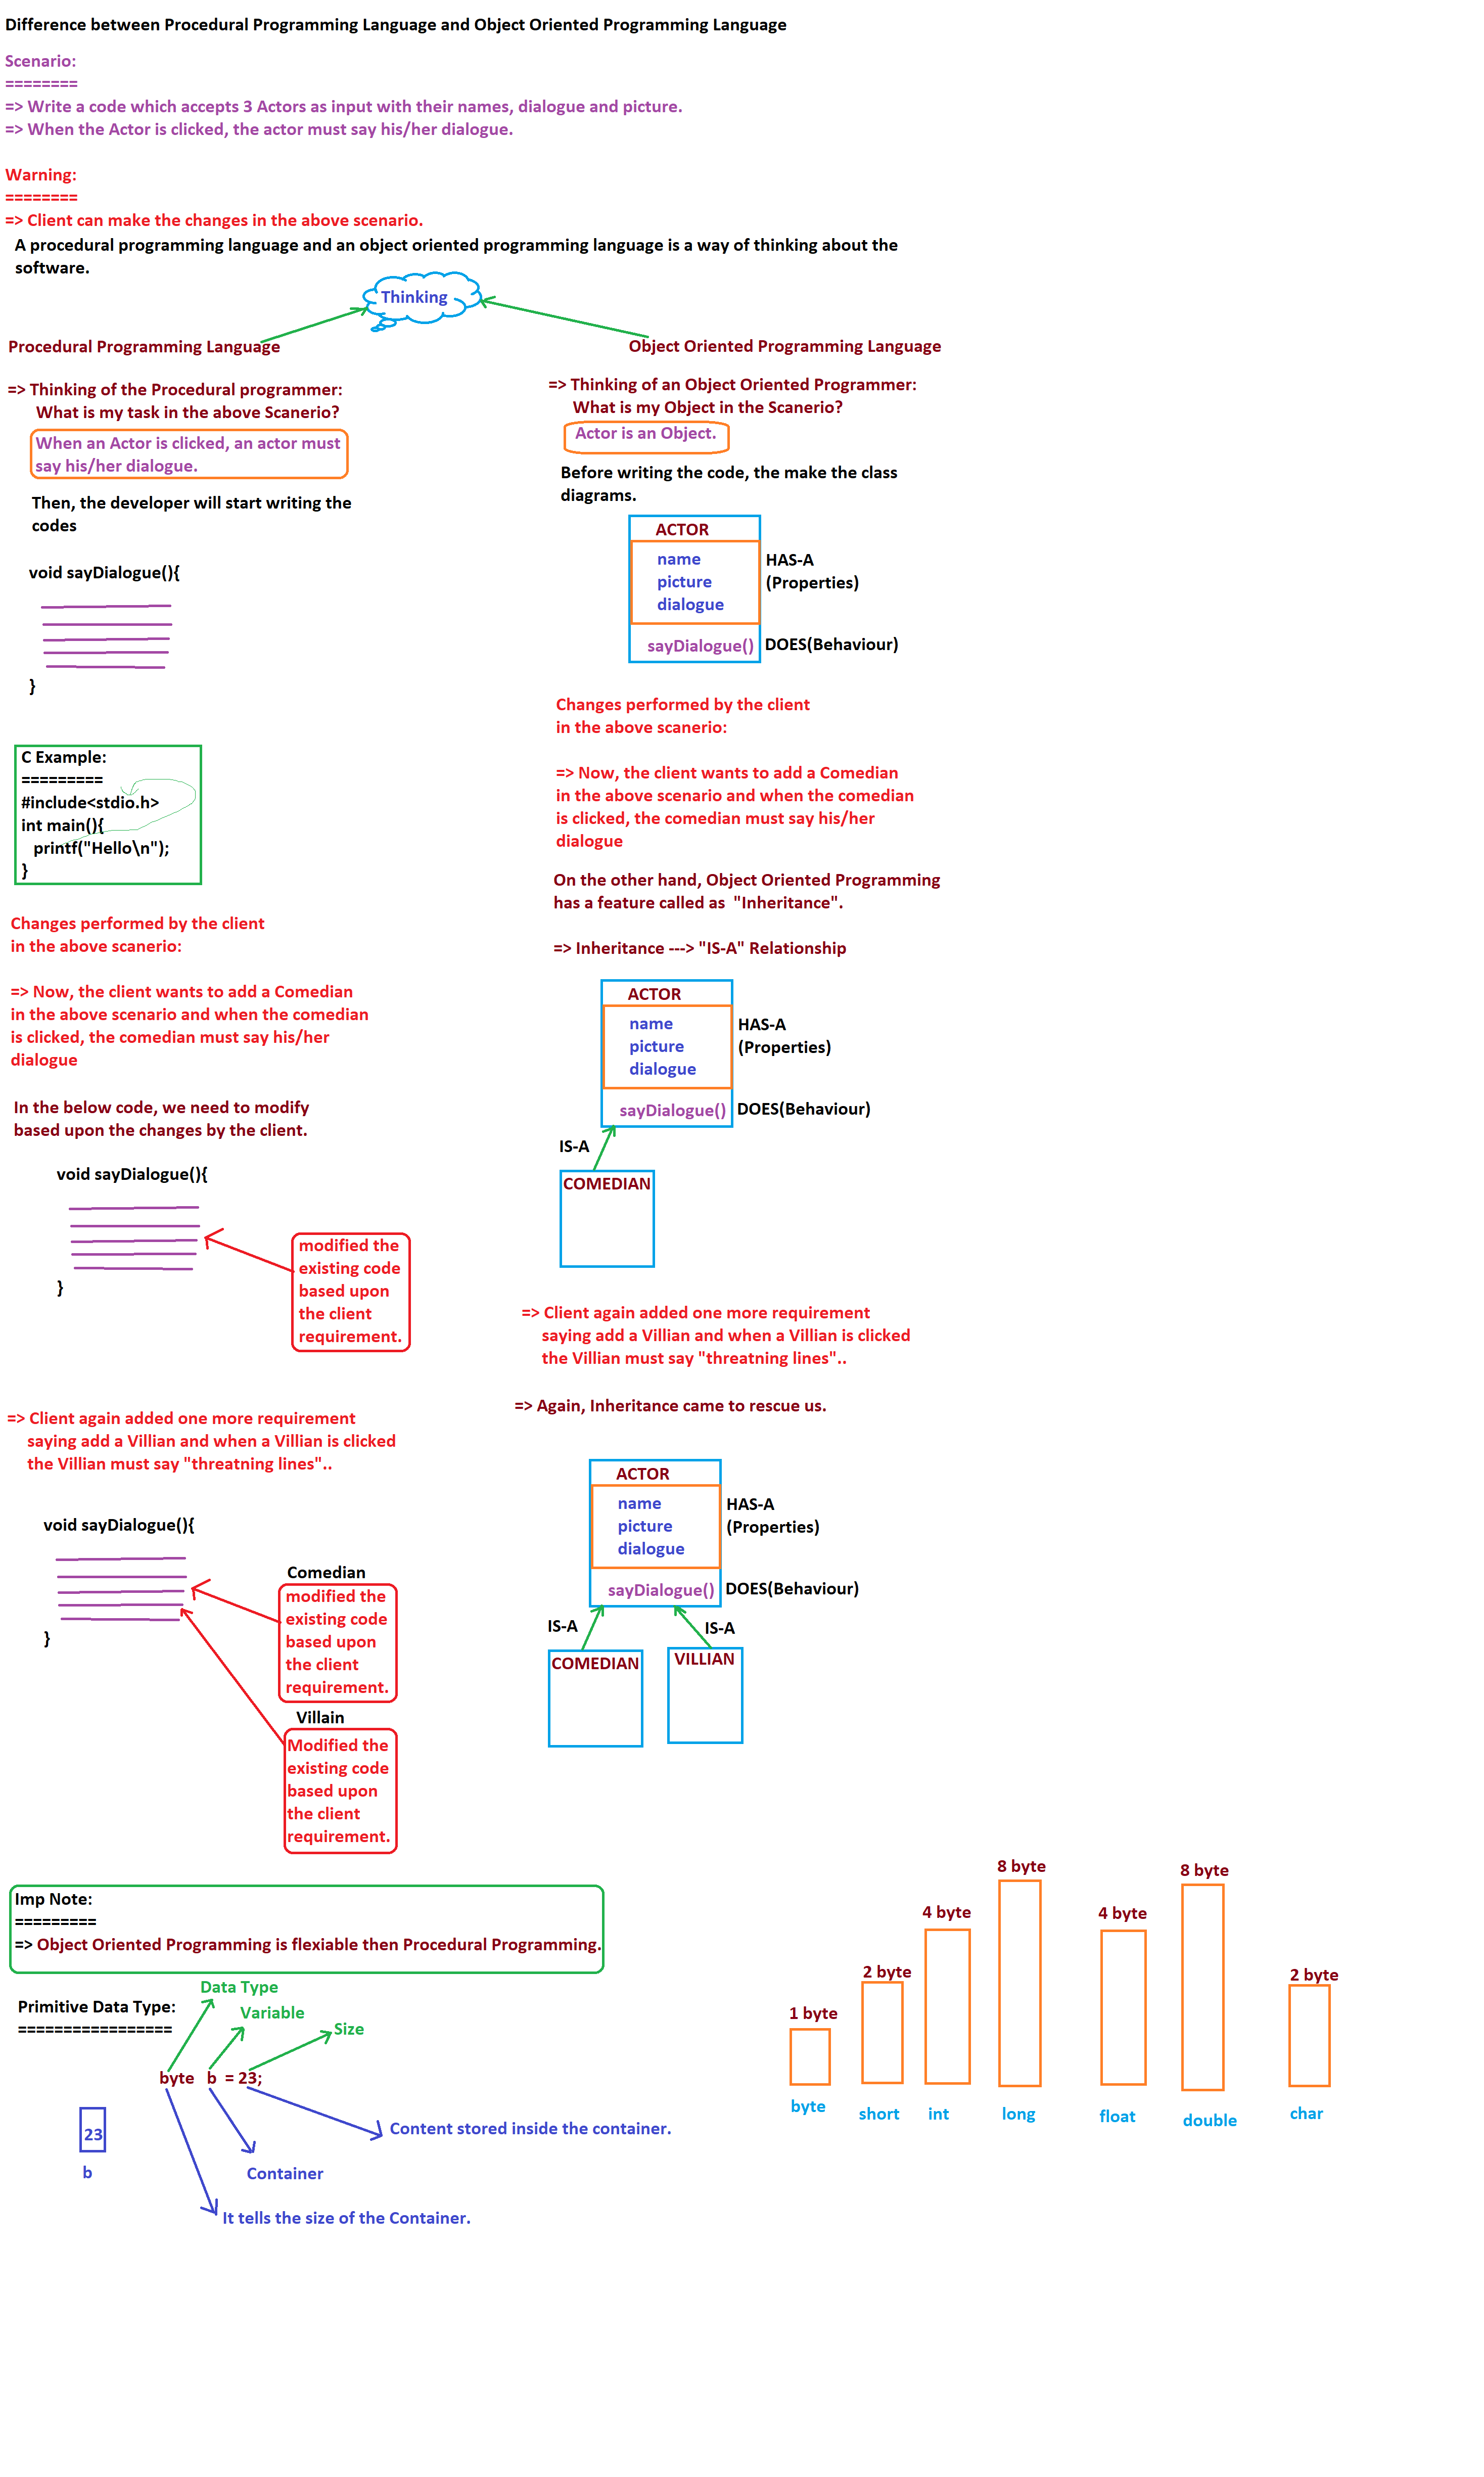 Difference between Procedural Programming Language and Object Oriented Programming Language
Scenario:
========
=> Write a code which accepts 3 Actors as input with their names, dialogue and picture.
=> When the Actor is clicked, the actor must say his/her dialogue.
Warning:
========
=> Client can make the changes in the above scenario.
A procedural programming language and an object oriented programming language is a way of thinking about the
software.
Thinking
Procedural Programming Language
=> Thinking of the Procedural programmer:
What is my task in the above Scanerio?
When an Actor is clicked, an actor must
say his/her dialogue.
Then, the developer will start writing the
codes
void sayDialogue(){
}
C Example:
=========
#include<stdio.h>
int main(){
printf("Hello\n");
}
Changes performed by the client
in the above scanerio:
=> Now, the client wants to add a Comedian
in the above scenario and when the comedian
is clicked, the comedian must say his/her
dialogue
In the below code, we need to modify
based upon the changes by the client.
void sayDialogue(){
}
modified the
existing code
based upon
the client
requirement.
=> Client again added one more requirement
saying add a Villian and when a Villian is clicked
the Villian must say "threatning lines"..
void sayDialogue(){
}
Comedian
modified the
existing code
based upon
the client
requirement.
Villain
Modified the
existing code
based upon
the client
requirement.
Object Oriented Programming Language
=> Thinking of an Object Oriented Programmer:
What is my Object in the Scanerio?
Actor is an Object.
Before writing the code, the make the class
diagrams.
ACTOR
name
picture
dialogue
HAS-A
(Properties)
sayDialogue()
DOES(Behaviour)
Changes performed by the client
in the above scanerio:
=> Now, the client wants to add a Comedian
in the above scenario and when the comedian
is clicked, the comedian must say his/her
dialogue
On the other hand, Object Oriented Programming
has a feature called as "Inheritance".
=> Inheritance ---> "IS-A" Relationship
ACTOR
name
picture
dialogue
HAS-A
(Properties)
sayDialogue()
DOES(Behaviour)
IS-A
COMEDIAN
=> Client again added one more requirement
saying add a Villian and when a Villian is clicked
the Villian must say "threatning lines"..
=> Again, Inheritance came to rescue us.
ACTOR
name
picture
dialogue
HAS-A
(Properties)
sayDialogue()
DOES(Behaviour)
IS-A
IS-A
COMEDIAN
VILLIAN
Imp Note:
=========
=> Object Oriented Programming is flexiable then Procedural Programming.
Primitive Data Type:
=================
Data Type
Variable
Size
byte b = 23;
23
b
Content stored inside the container.
Container
It tells the size of the Container.
1 byte
2 byte
4 byte
8 byte
4 byte
8 byte
2 byte
byte
short
int
long
float
double
char